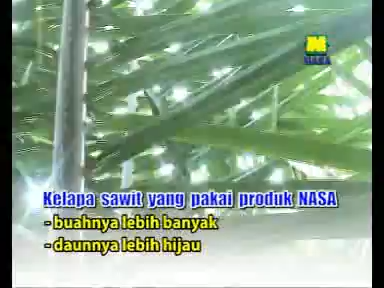 NASA
Kelapa sawit yang pakai produk NASA
- buahnya lebih banyak
- daunnya lebih hijau